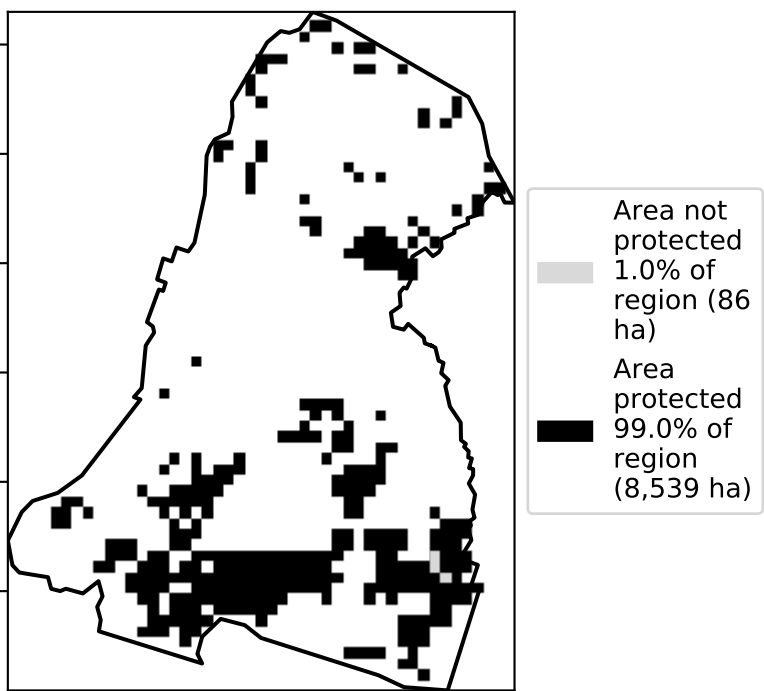 Area not
protected
1.0% of
region (86
ha)
Area
protected
99.0% of
region
(8,539 ha)